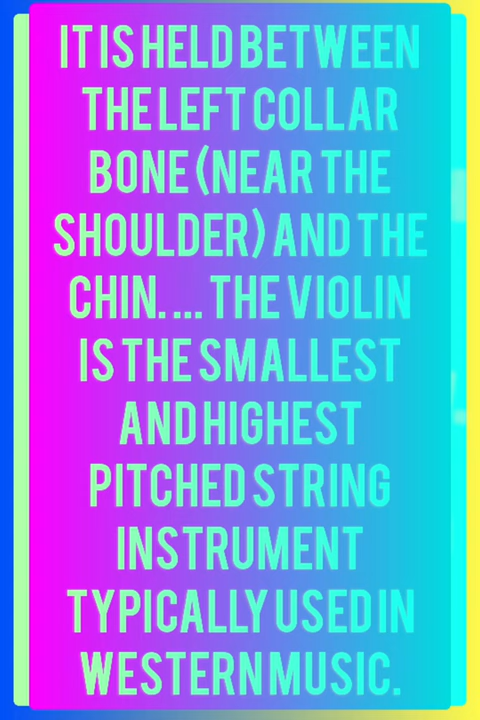 IT IS HELD BETWEEN
THE LEFT COLLAR
BONE (NEAR THE
SHOULDER) AND THE
CHIN. ... THE VIOLIN
IS THE SMALLEST
AND HIGHEST
PITCHED STRING
INSTRUMENT
TYPICALLY USED IN
WESTERN MUSIC.